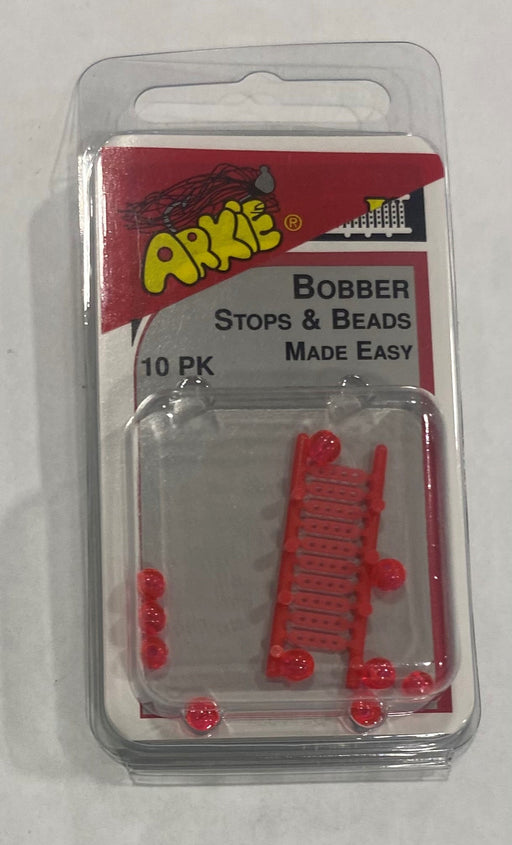 ARKIE ®
BOBBER
STOPS & BEADS
MADE EASY
10 PK